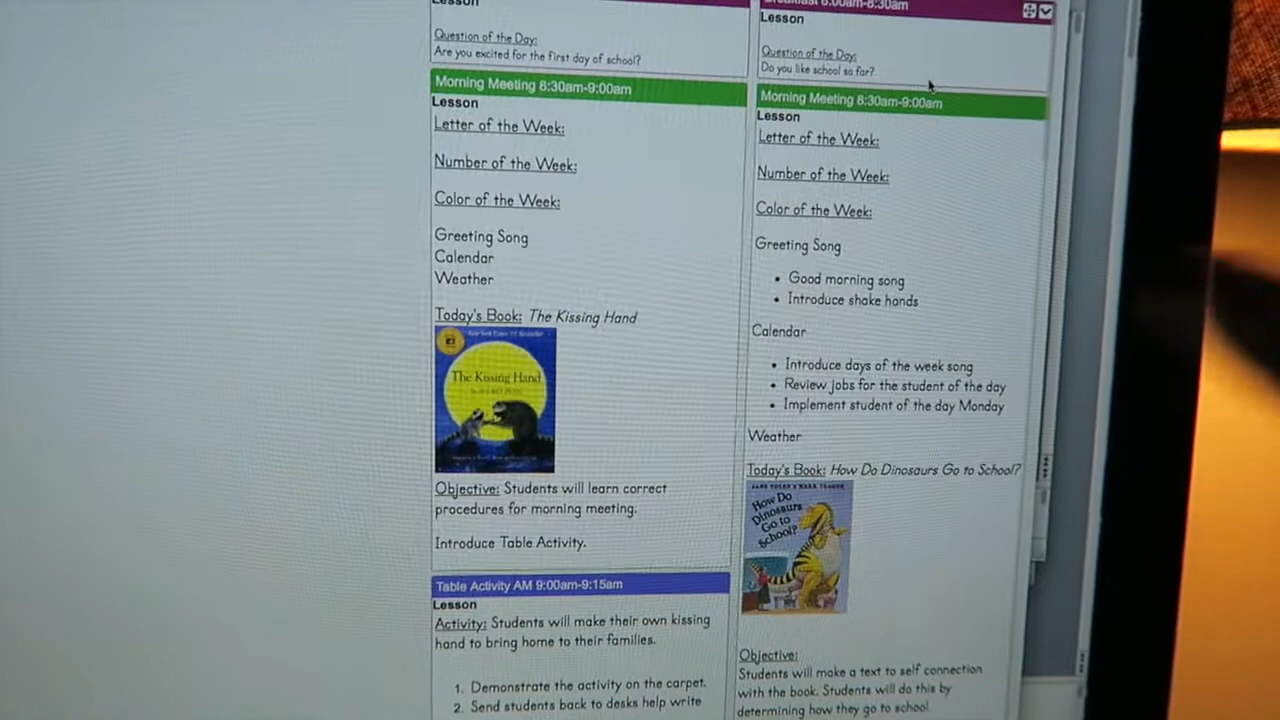 Lesson
Question of the Day:
Are you excited for the first day of school?
Morning Meeting 8:30am-9:00am
Lesson
Letter of the Week:
Number of the Week:
Color of the Week:
Greeting Song
Calendar
Weather
Today's Book: The Kissing Hand
The Kissing Hand
Objective: Students will learn correct
procedures for morning meeting.
Introduce Table Activity.
Table Activity AM 9:00am-9:15am
Lesson
Activity: Students will make their own kissing
hand to bring home to their families.
1. Demonstrate the activity on the carpet.
2. Send students back to desks help write
Breakfast 8:00am-8:30am
Lesson
Question of the Day:
Do you like school so far?
Morning Meeting 8:30am-9:00am
Lesson
Letter of the Week:
Number of the Week:
Color of the Week:
Greeting Song
• Good morning song
• Introduce shake hands
Calendar
• Introduce days of the week song
• Review jobs for the student of the day
• Implement student of the day Monday
Weather
Today's Book: How Do Dinosaurs Go to School?
How Do
Dinosaurs
Go to
School?
Objective:
Students will make a text to self connection
with the book. Students will do this by
determining how they go to school.